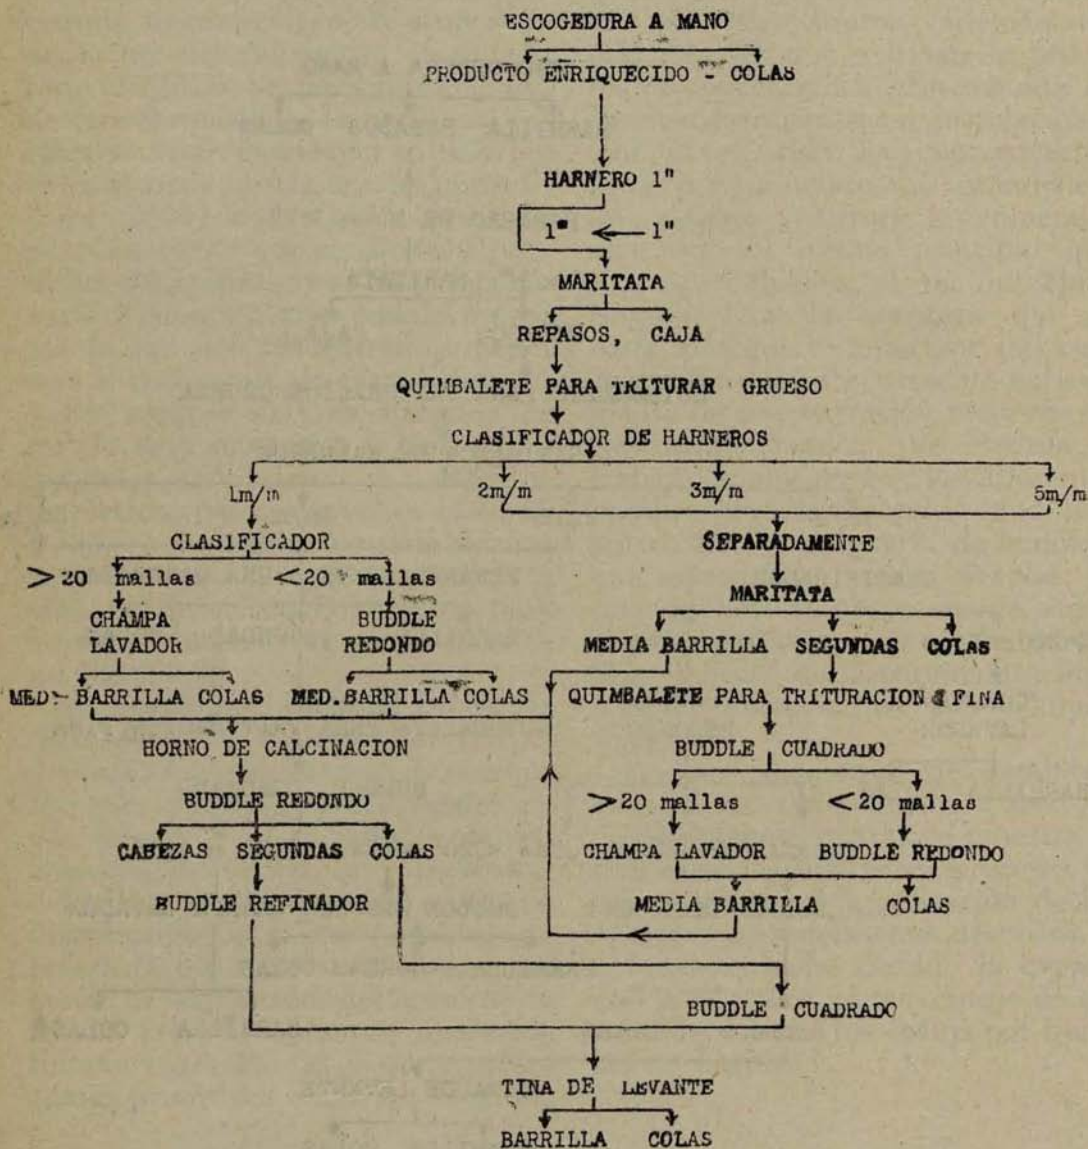 ESCOGEDURA A MANO
PRODUCTO ENRIQUECIDO - COLAS
HARNERO 1"
1" 1"
MARITATA
REPASOS, CAJA
QUIMBALETE PARA TRITURAR GRUESO
CLASIFICADOR DE HARNEROS
1m/m 2m/m 3m/m 5m/m
CLASIFICADOR SEPARADAMENTE
>20 mallas <20 mallas MARITATA
CHAMPA BUDDLE
LAVADOR REDONDO MEDIA BARRILLA SEGUNDAS COLAS
MED. BARRILLA COLAS MED. BARRILLA COLAS QUIMBALETE PARA TRITURACION FINA
HORNO DE CALCINACION BUDDLE CUADRADO
BUDDLE REDONDO >20 mallas <20 mallas
CABEZAS SEGUNDAS COLAS CHAMPA LAVADOR BUDDLE REDONDO
BUDDLE REFINADOR MEDIA BARRILLA COLAS
BUDDLE CUADRADO
TINA DE LEVANTE
BARRILLA COLAS